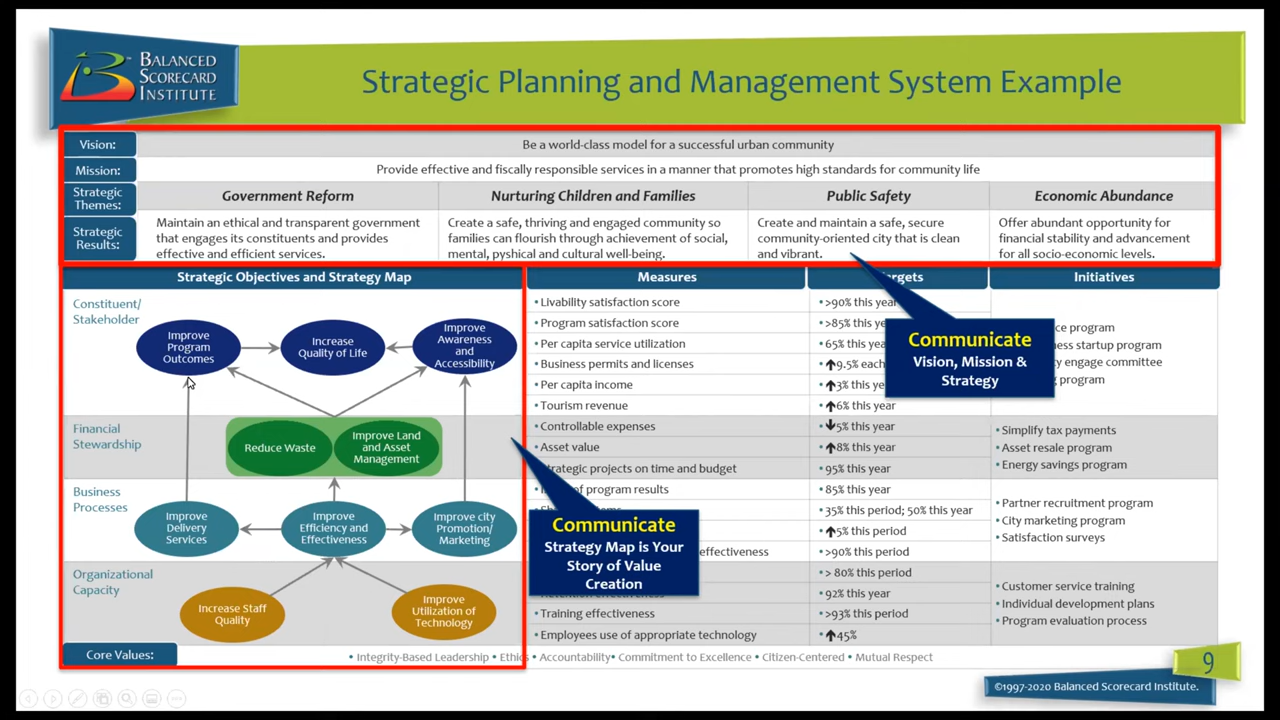 BALANCED
SCORECARD
INSTITUTE
™
Strategic Planning and Management System Example
Vision:
Be a world-class model for a successful urban community
Mission:
Provide effective and fiscally responsible services in a manner that promotes high standards for community life
Strategic
Themes:
Government Reform
Nurturing Children and Families
Public Safety
Economic Abundance
Strategic
Results:
Maintain an ethical and transparent government
that engages its constituents and provides
effective and efficient services.
Create a safe, thriving and engaged community so
families can flourish through achievement of social,
mental, pyshical and cultural well-being.
Create and maintain a safe, secure
community-oriented city that is clean
and vibrant.
Offer abundant opportunity for
financial stability and advancement
for all socio-economic levels.
Strategic Objectives and Strategy Map
Measures
Initiatives
Constituent/
Stakeholder
Improve
Program
Outcomes
Increase
Quality of Life
Improve
Awareness
and
Accessibility
Financial
Stewardship
Reduce Waste
Improve Land
and Asset
Management
Business
Processes
Improve
Delivery
Services
Improve
Efficiency and
Effectiveness
Improve city
Promotion/
Marketing
Organizational
Capacity
Increase Staff
Quality
Improve
Utilization of
Technology
• Livability satisfaction score
• >90% this year
• Program satisfaction score
• >85% this
• Per capita service utilization
65% this
• Business permits and licenses
• ↑9.5% each
• Per capita income
• ↑3% this
• Tourism revenue
• ↑6% this year
• Controllable expenses
• ↓5% this year
• Asset value
• ↑8% this year
projects on time and budget
95% this year
of program results
• 85% this year
• 35% this period; 50% this year
• ↑5% this period
effectiveness
• >90% this period
• > 80% this period
• 92% this year
• Training effectiveness
• >93% this period
• Employees use of appropriate technology
• ↑45%
program
startup program
engage committee
program
• Simplify tax payments
• Asset resale program
• Energy savings program
• Partner recruitment program
• City marketing program
• Satisfaction surveys
• Customer service training
• Individual development plans
• Program evaluation process
Communicate
Vision, Mission &
Strategy
Communicate
Strategy Map is Your
Story of Value
Creation
Core Values:
• Integrity-Based Leadership • Ethics • Accountability• Commitment to Excellence • Citizen-Centered • Mutual Respect
9
©1997-2020 Balanced Scorecard Institute.